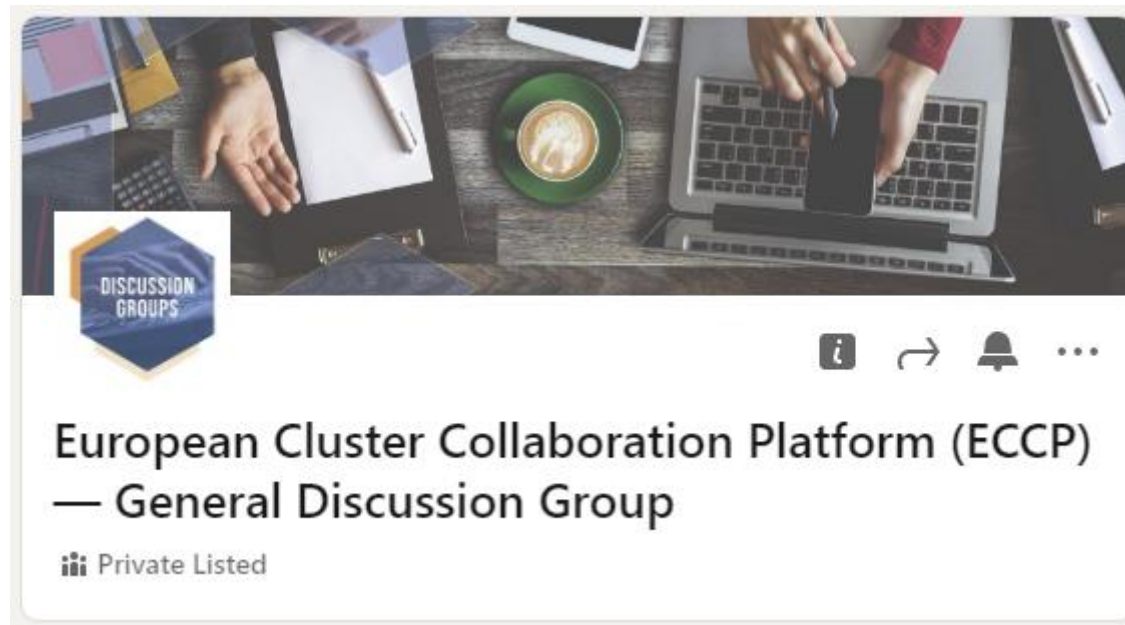 DISCUSSION
GROUPS
European Cluster Collaboration Platform (ECCP)
— General Discussion Group
Private Listed